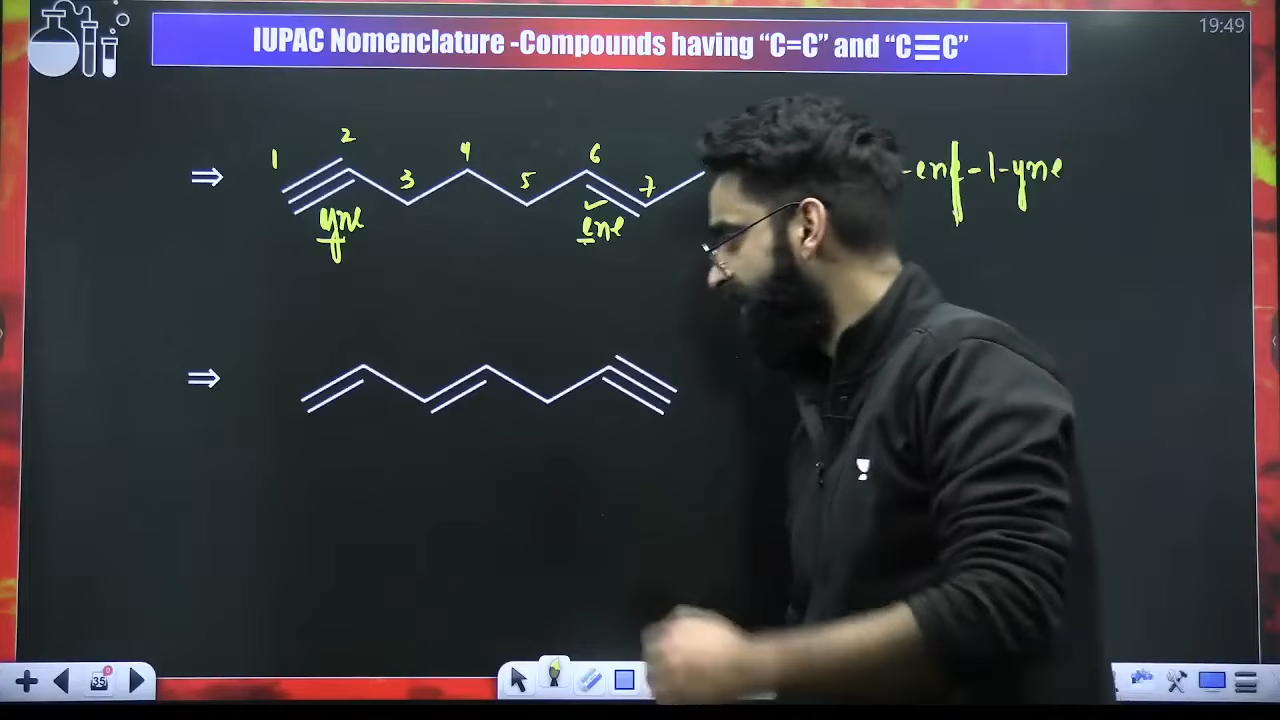 19:49
IUPAC Nomenclature -Compounds having “C=C” and “C≡C”
1 2 3 4 5 6 7
-ene-1-yne
yne ene
35
0